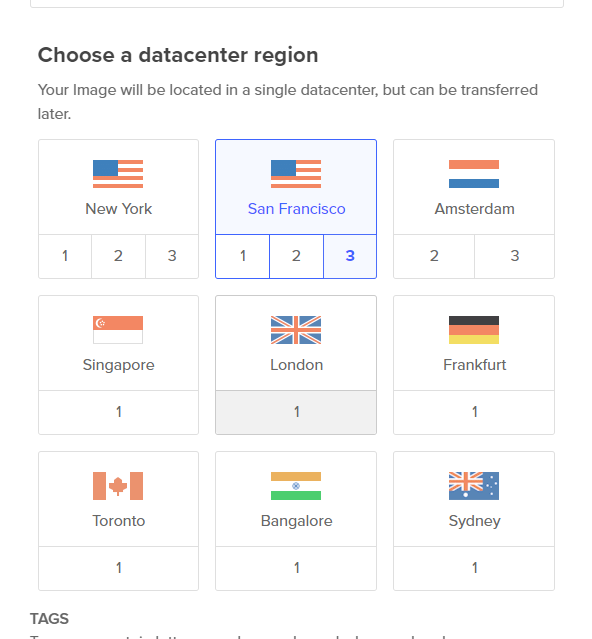 Choose a datacenter region
Your Image will be located in a single datacenter, but can be transferred
later.
New York
1 2 3
San Francisco
1 2 3
Amsterdam
2 3
Singapore
1
London
1
Frankfurt
1
Toronto
1
Bangalore
1
Sydney
1
TAGS